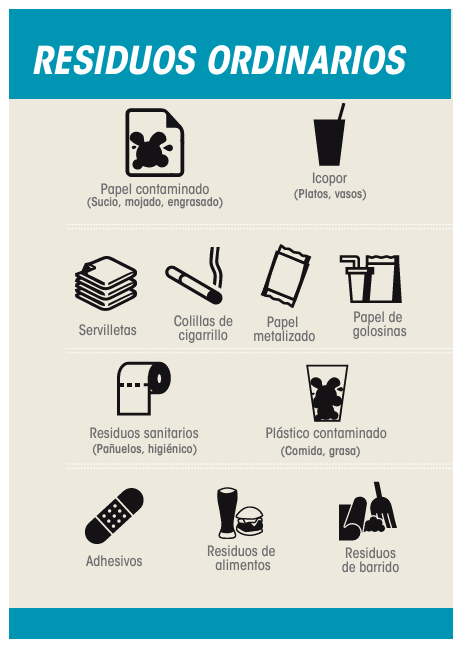 RESIDUOS ORDINARIOS
Papel contaminado
(Sucio, mojado, engrasado)
Icopor
(Platos, vasos)
Servilletas
Colillas de
cigarrillo
Papel
metalizado
Papel de
golosinas
Residuos sanitarios
(Pañuelos, higiénico)
Plástico contaminado
(Comida, grasa)
Adhesivos
Residuos de
alimentos
Residuos
de barrido